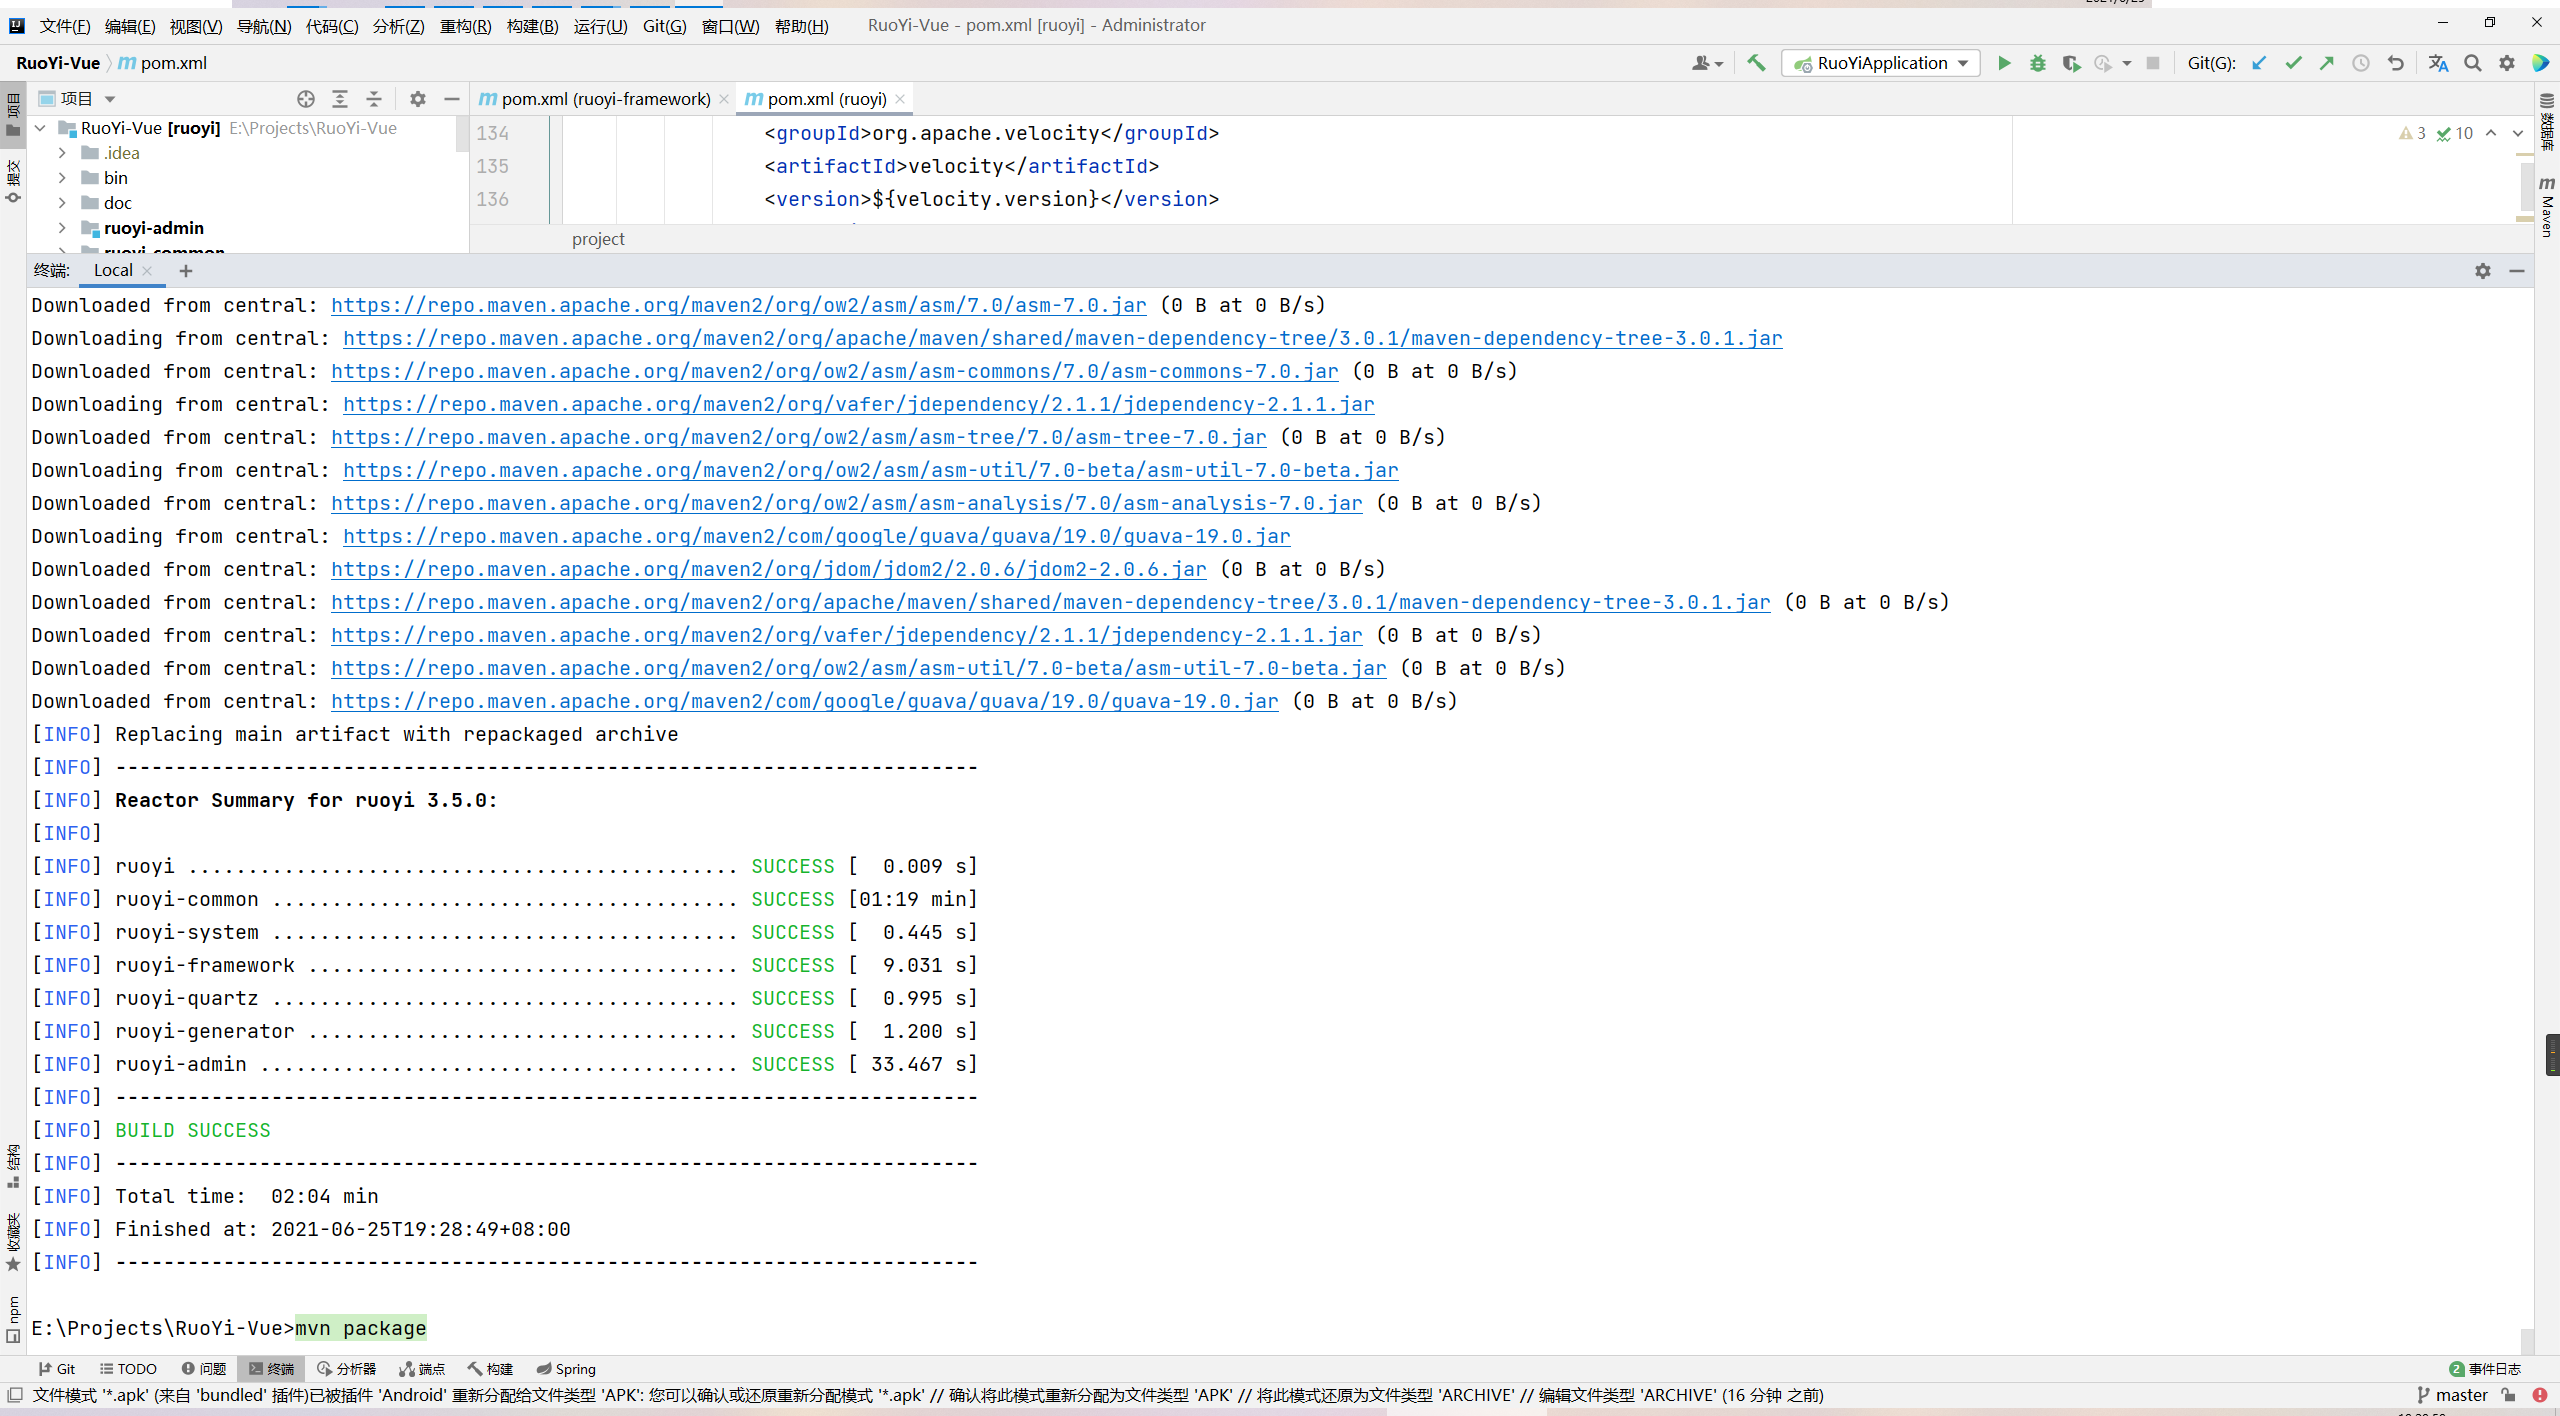 文件(F) 编辑(E) 视图(V) 导航(N) 代码(C) 分析(Z) 重构(R) 构建(B) 运行(U) Git(G) 窗口(W) 帮助(H) RuoYi-Vue - pom.xml [ruoyi] - Administrator
RuoYi-Vue pom.xml RuoYiApplication Git(G):
项目
提交
项目
pom.xml (ruoyi-framework) pom.xml (ruoyi)
RuoYi-Vue [ruoyi] E:\Projects\RuoYi-Vue
.idea
bin
doc
ruoyi-admin
ruoyi-common
134 <groupId>org.apache.velocity</groupId>
135 <artifactId>velocity</artifactId>
136 <version>${velocity.version}</version>
3 10
project
数据库
Maven
终端: Local
Downloaded from central: https://repo.maven.apache.org/maven2/org/ow2/asm/asm/7.0/asm-7.0.jar (0 B at 0 B/s)
Downloading from central: https://repo.maven.apache.org/maven2/org/apache/maven/shared/maven-dependency-tree/3.0.1/maven-dependency-tree-3.0.1.jar
Downloaded from central: https://repo.maven.apache.org/maven2/org/ow2/asm/asm-commons/7.0/asm-commons-7.0.jar (0 B at 0 B/s)
Downloading from central: https://repo.maven.apache.org/maven2/org/vafer/jdependency/2.1.1/jdependency-2.1.1.jar
Downloaded from central: https://repo.maven.apache.org/maven2/org/ow2/asm/asm-tree/7.0/asm-tree-7.0.jar (0 B at 0 B/s)
Downloading from central: https://repo.maven.apache.org/maven2/org/ow2/asm/asm-util/7.0-beta/asm-util-7.0-beta.jar
Downloaded from central: https://repo.maven.apache.org/maven2/org/ow2/asm/asm-analysis/7.0/asm-analysis-7.0.jar (0 B at 0 B/s)
Downloading from central: https://repo.maven.apache.org/maven2/com/google/guava/guava/19.0/guava-19.0.jar
Downloaded from central: https://repo.maven.apache.org/maven2/org/jdom/jdom2/2.0.6/jdom2-2.0.6.jar (0 B at 0 B/s)
Downloaded from central: https://repo.maven.apache.org/maven2/org/apache/maven/shared/maven-dependency-tree/3.0.1/maven-dependency-tree-3.0.1.jar (0 B at 0 B/s)
Downloaded from central: https://repo.maven.apache.org/maven2/org/vafer/jdependency/2.1.1/jdependency-2.1.1.jar (0 B at 0 B/s)
Downloaded from central: https://repo.maven.apache.org/maven2/org/ow2/asm/asm-util/7.0-beta/asm-util-7.0-beta.jar (0 B at 0 B/s)
Downloaded from central: https://repo.maven.apache.org/maven2/com/google/guava/guava/19.0/guava-19.0.jar (0 B at 0 B/s)
[INFO] Replacing main artifact with repackaged archive
[INFO] ------------------------------------------------------------------------
[INFO] Reactor Summary for ruoyi 3.5.0:
[INFO]
[INFO] ruoyi .............................................. SUCCESS [  0.009 s]
[INFO] ruoyi-common ....................................... SUCCESS [01:19 min]
[INFO] ruoyi-system ....................................... SUCCESS [  0.445 s]
[INFO] ruoyi-framework .................................... SUCCESS [  9.031 s]
[INFO] ruoyi-quartz ....................................... SUCCESS [  0.995 s]
[INFO] ruoyi-generator .................................... SUCCESS [  1.200 s]
[INFO] ruoyi-admin ........................................ SUCCESS [ 33.467 s]
[INFO] ------------------------------------------------------------------------
[INFO] BUILD SUCCESS
[INFO] ------------------------------------------------------------------------
[INFO] Total time:  02:04 min
[INFO] Finished at: 2021-06-25T19:28:49+08:00
[INFO] ------------------------------------------------------------------------
E:\Projects\RuoYi-Vue>mvn package
结构
收藏夹
npm
Git TODO 问题 终端 分析器 端点 构建 Spring 2 事件日志
文件模式 '*.apk' (来自 'bundled' 插件)已被插件 'Android' 重新分配给文件类型 'APK': 您可以确认或还原重新分配模式 '*.apk' // 确认将此模式重新分配为文件类型 'APK' // 将此模式还原为文件类型 'ARCHIVE' // 编辑文件类型 'ARCHIVE' (16 分钟 之前) master